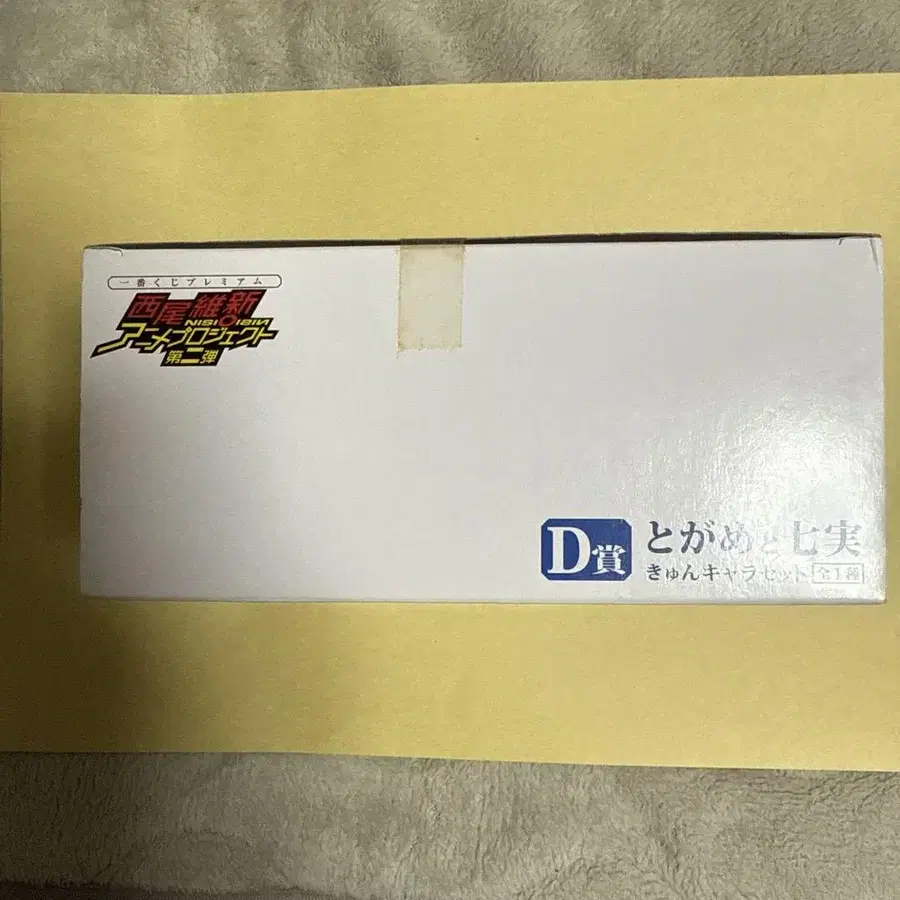 一番くじプレミアム
西尾維新
NISIOISIN
アニメプロジェクト
第二弾
D賞 とがめと七実
きゅんキャラセット 全1種